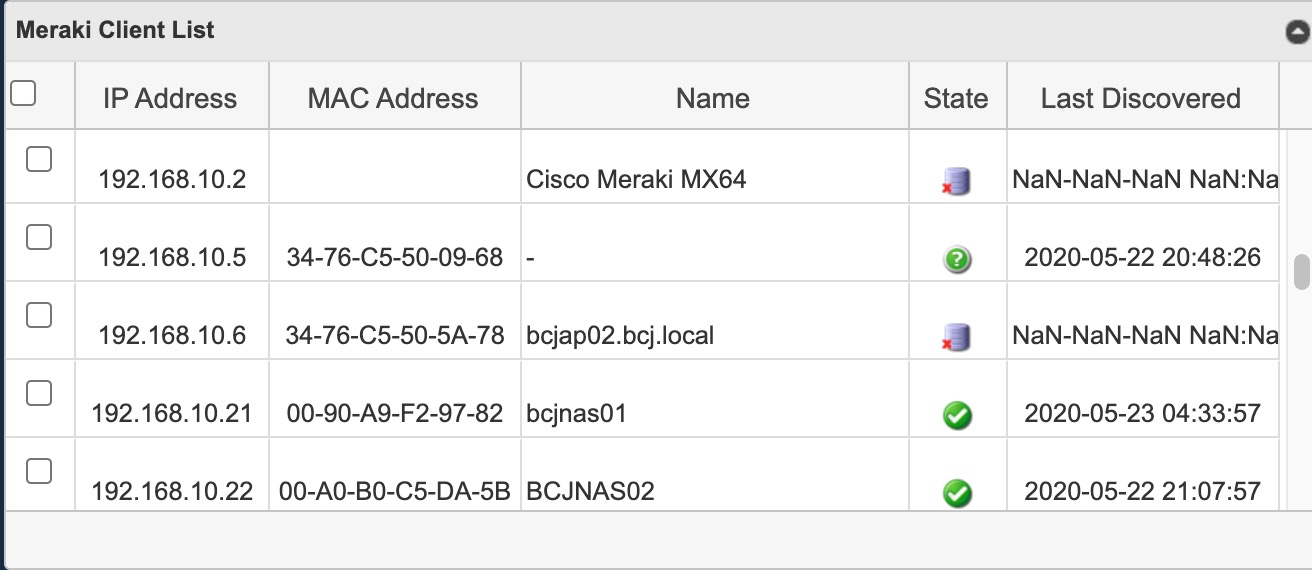 Meraki Client List
IP Address MAC Address Name State Last Discovered
192.168.10.2 Cisco Meraki MX64 NaN-NaN-NaN NaN:Na
192.168.10.5 34-76-C5-50-09-68 - ? 2020-05-22 20:48:26
192.168.10.6 34-76-C5-50-5A-78 bcjap02.bcj.local NaN-NaN-NaN NaN:Na
192.168.10.21 00-90-A9-F2-97-82 bcjnas01 2020-05-23 04:33:57
192.168.10.22 00-A0-B0-C5-DA-5B BCJNAS02 2020-05-22 21:07:57